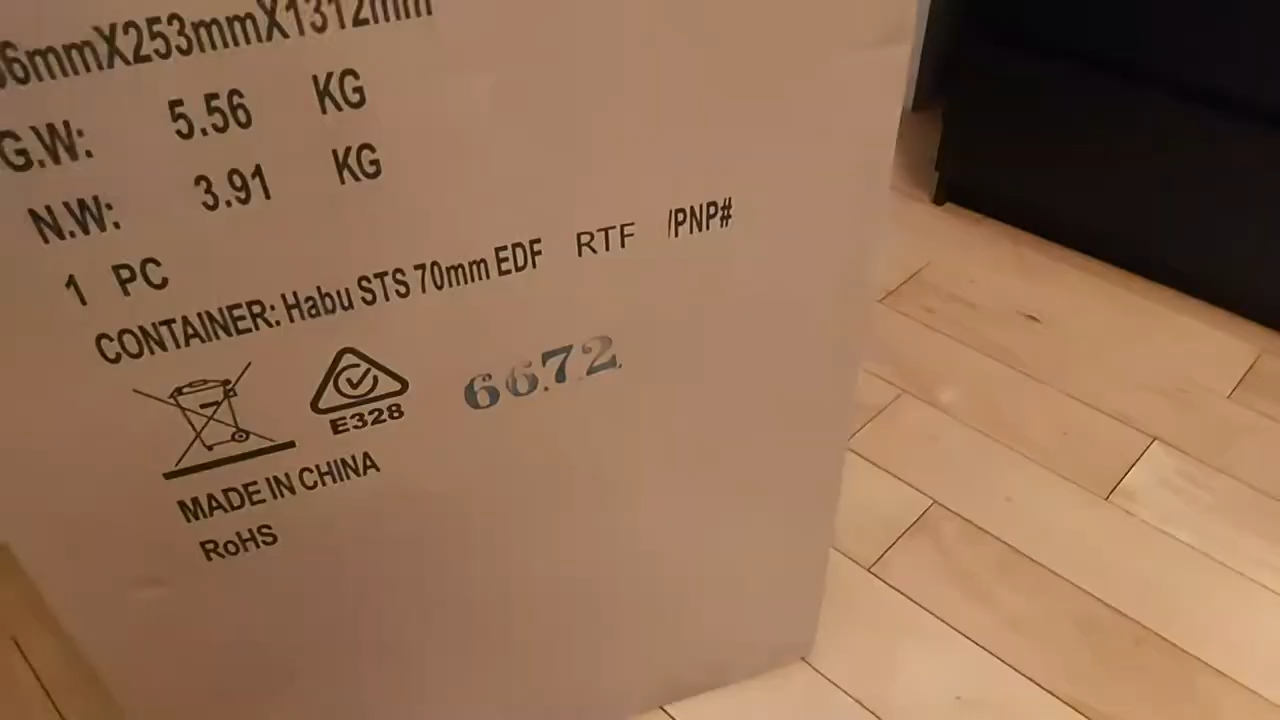 6mmX253mmX1312mm
G.W: 5.56 KG
N.W: 3.91 KG
1 PC
CONTAINER: Habu STS 70mm EDF RTF /PNP#
E328
6672
MADE IN CHINA
RoHS